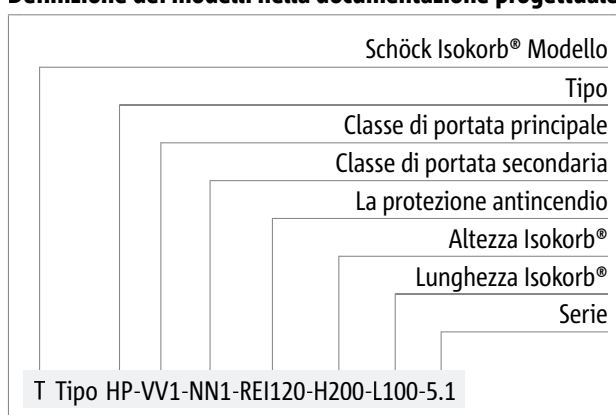 Definizione dei modelli nella documentazione progettuale
Schöck Isokorb® Modello
Tipo
Classe di portata principale
Classe di portata secondaria
La protezione antincendio
Altezza Isokorb®
Lunghezza Isokorb®
Serie
T Tipo HP-VV1-NN1-REI120-H200-L100-5.1